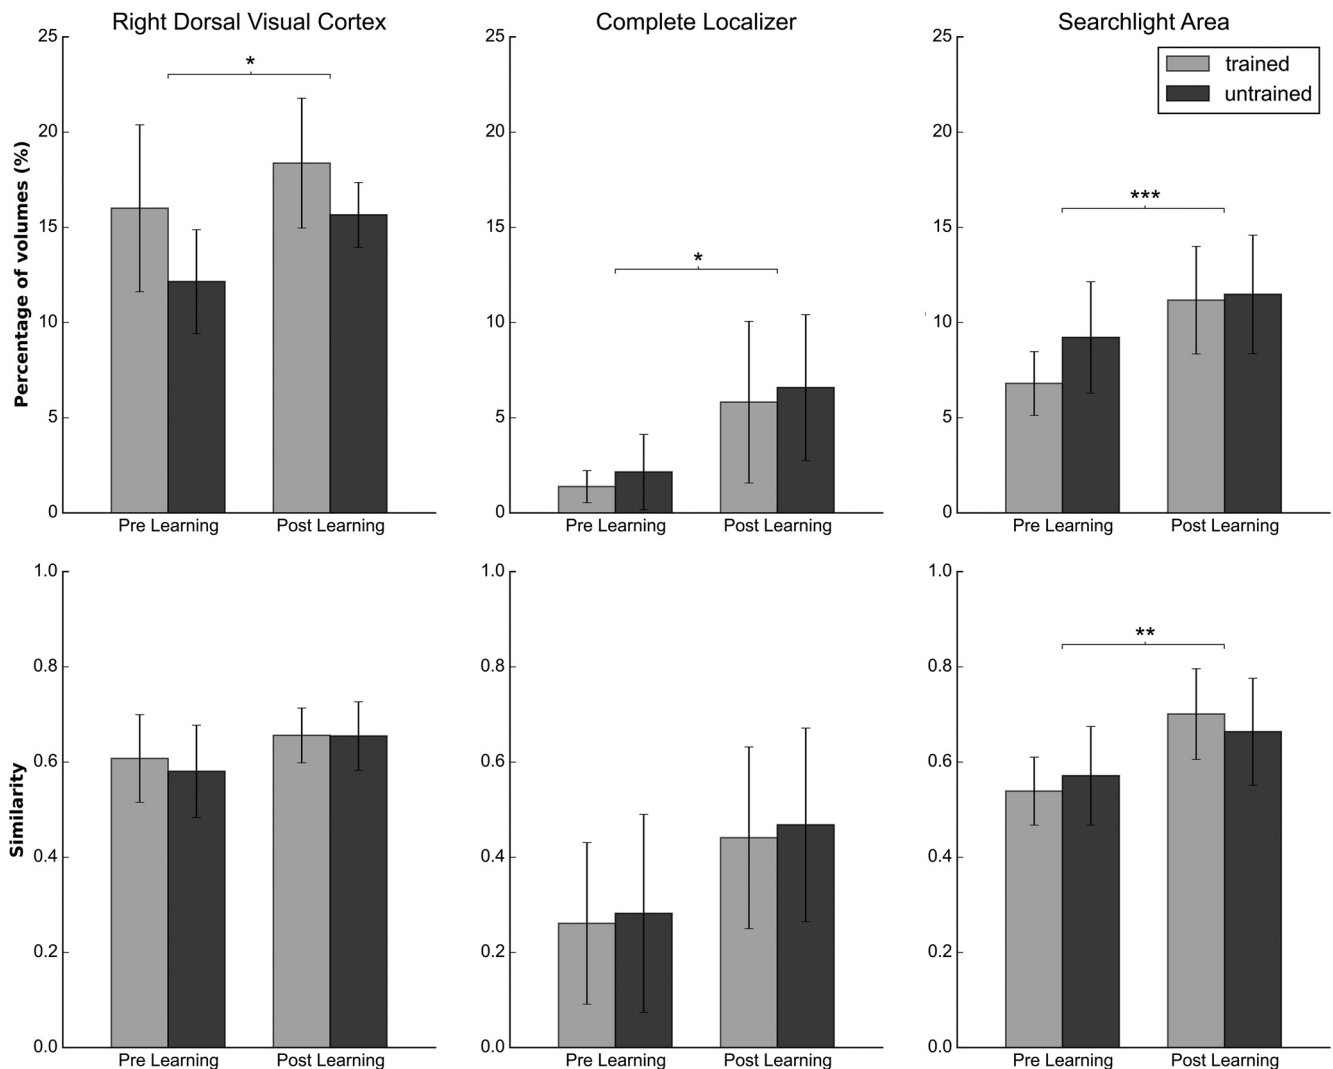 Right Dorsal Visual Cortex
Complete Localizer
Searchlight Area
25
20
15
10
5
0
Percentage of volumes (%)
*
Pre Learning
Post Learning
25
20
15
10
5
0
*
Pre Learning
Post Learning
25
20
15
10
5
0
trained
untrained
***
Pre Learning
Post Learning
1.0
0.8
0.6
0.4
0.2
0.0
Similarity
Pre Learning
Post Learning
1.0
0.8
0.6
0.4
0.2
0.0
Pre Learning
Post Learning
1.0
0.8
0.6
0.4
0.2
0.0
**
Pre Learning
Post Learning